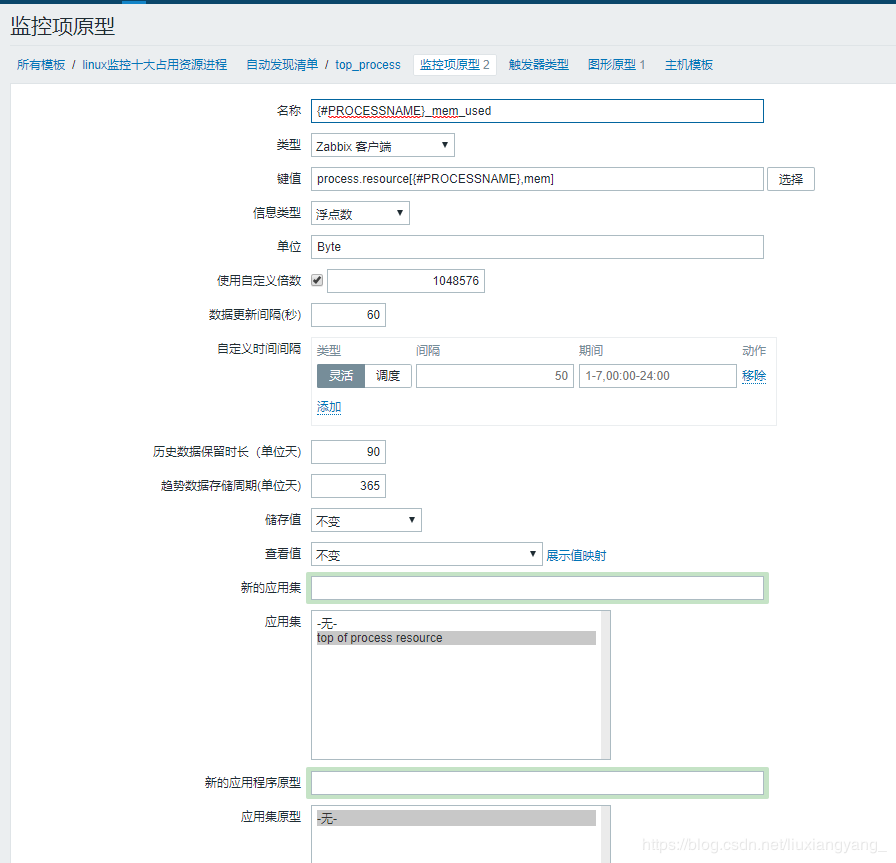 监控项原型
所有模板 / linux监控十大占用资源进程 自动发现清单 / top_process 监控项原型 2 触发器类型 图形原型 1 主机模板
名称 {#PROCESSNAME}_mem_used
类型 Zabbix 客户端
键值 process.resource[{#PROCESSNAME},mem] 选择
信息类型 浮点数
单位 Byte
使用自定义倍数 1048576
数据更新间隔(秒) 60
自定义时间间隔 类型 间隔 期间 动作
灵活 调度 50 1-7,00:00-24:00 移除
添加
历史数据保留时长（单位天) 90
趋势数据存储周期(单位天) 365
储存值 不变
查看值 不变 展示值映射
新的应用集
应用集 -无-
top of process resource
新的应用程序原型
应用集原型 -无-
https://blog.csdn.net/liuxiangyang_